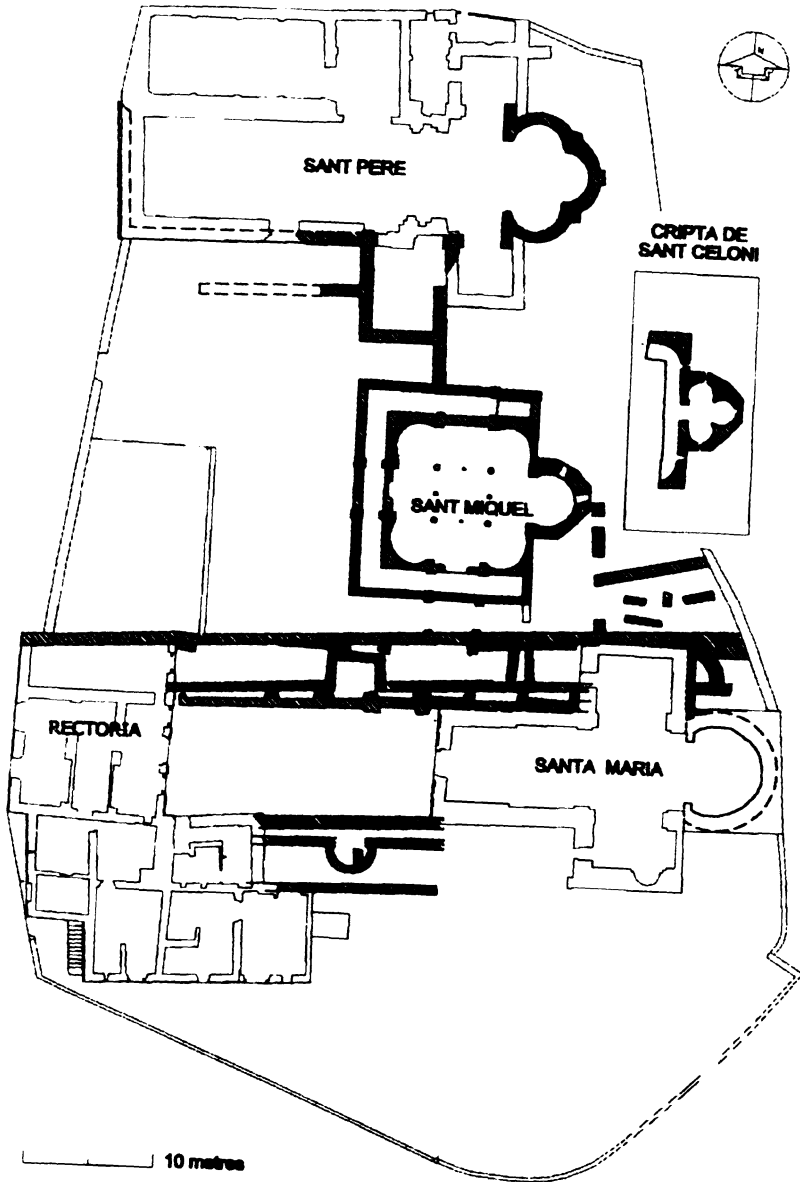 N
SANT PERE
CRIPTA DE
SANT CELONI
SANT MIQUEL
RECTORIA
SANTA MARIA
10 metres